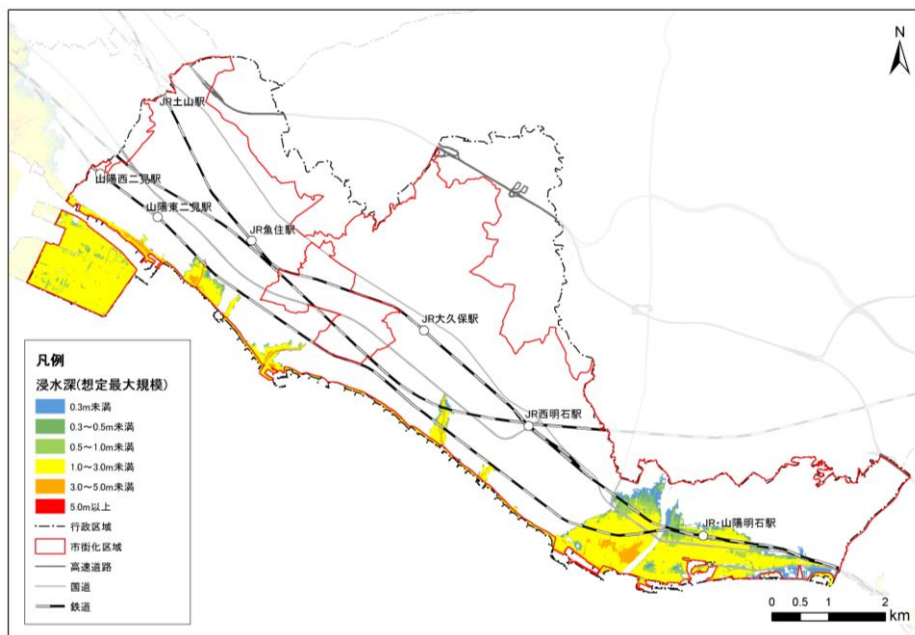 N
JR土山駅
山陽西二見駅
山陽東二見駅
JR魚住駅
JR大久保駅
JR西明石駅
JR・山陽明石駅
凡例
浸水深(想定最大規模)
0.3m未満
0.3～0.5m未満
0.5～1.0m未満
1.0～3.0m未満
3.0～5.0m未満
5.0m以上
行政区域
市街化区域
高速道路
国道
鉄道
0 0.5 1 2
km